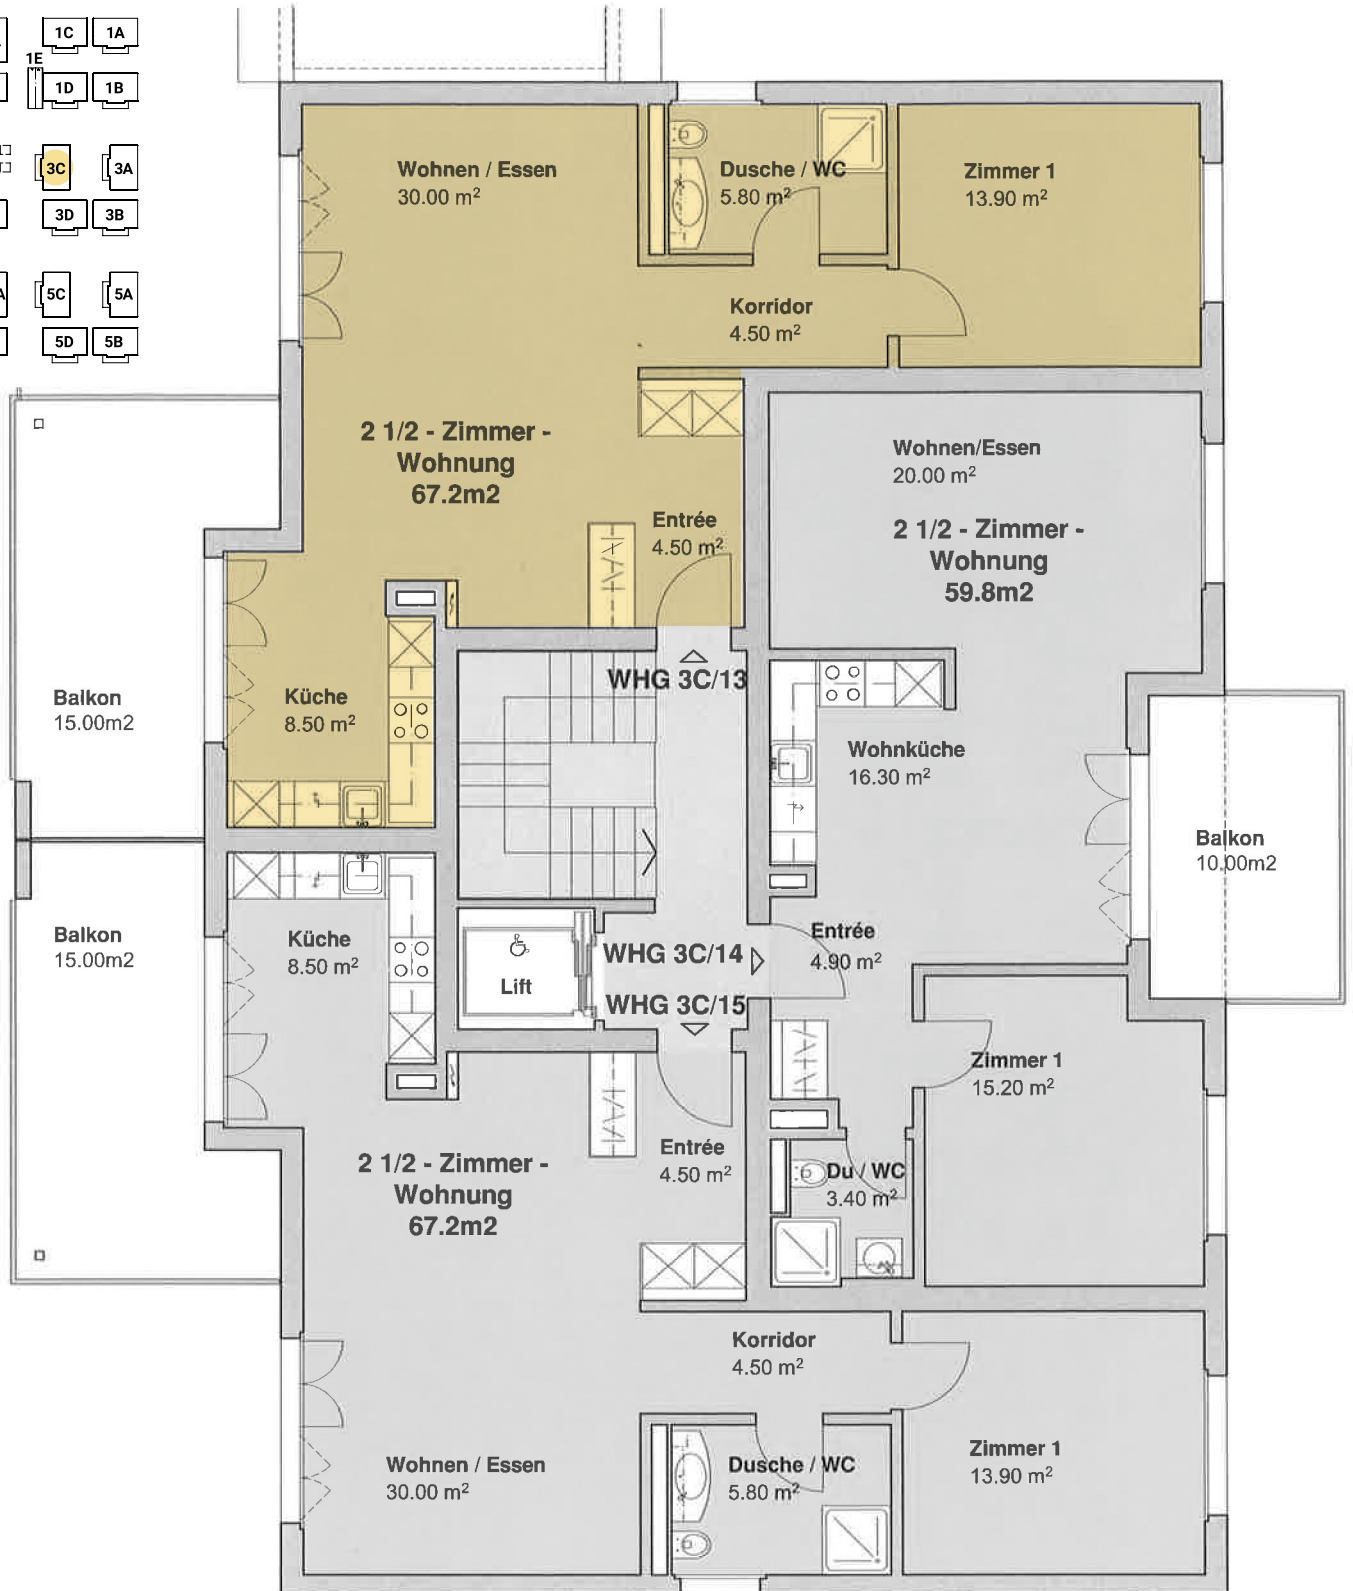 1C
1A
1E
1D
1B
3C
3A
3D
3B
A
5C
5A
5D
5B
Wohnen / Essen
30.00 m²
Dusche / WC
5.80 m²
Zimmer 1
13.90 m²
Korridor
4.50 m²
2 1/2 - Zimmer -
Wohnung
67.2m2
Entrée
4.50 m²
Wohnen/Essen
20.00 m²
2 1/2 - Zimmer -
Wohnung
59.8m2
WHG 3C/13
Balkon
15.00m2
Küche
8.50 m²
Wohnküche
16.30 m²
Balkon
10.00m2
Balkon
15.00m2
Küche
8.50 m²
Lift
WHG 3C/14
WHG 3C/15
Entrée
4.90 m²
Zimmer 1
15.20 m²
2 1/2 - Zimmer -
Wohnung
67.2m2
Entrée
4.50 m²
Du / WC
3.40 m²
Korridor
4.50 m²
Wohnen / Essen
30.00 m²
Dusche / WC
5.80 m²
Zimmer 1
13.90 m²